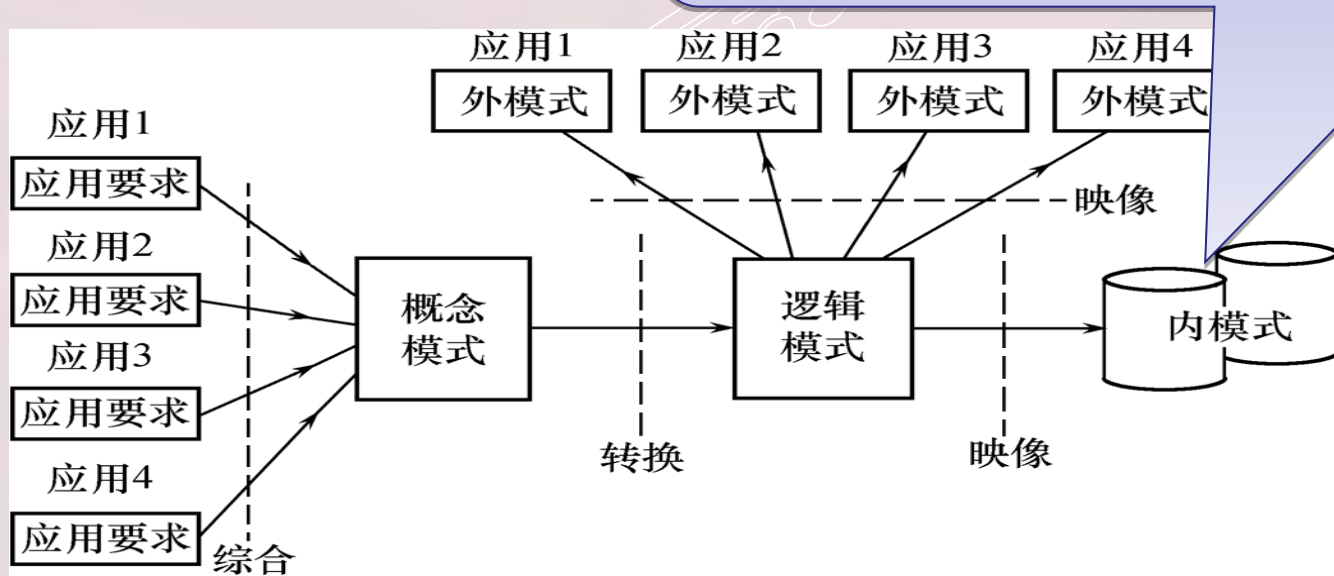 应用1
应用2
应用3
应用4
外模式
外模式
外模式
外模式
映像
应用1
应用要求
应用2
应用要求
应用3
应用要求
应用4
应用要求
综合
概念
模式
转换
逻辑
模式
映像
内模式